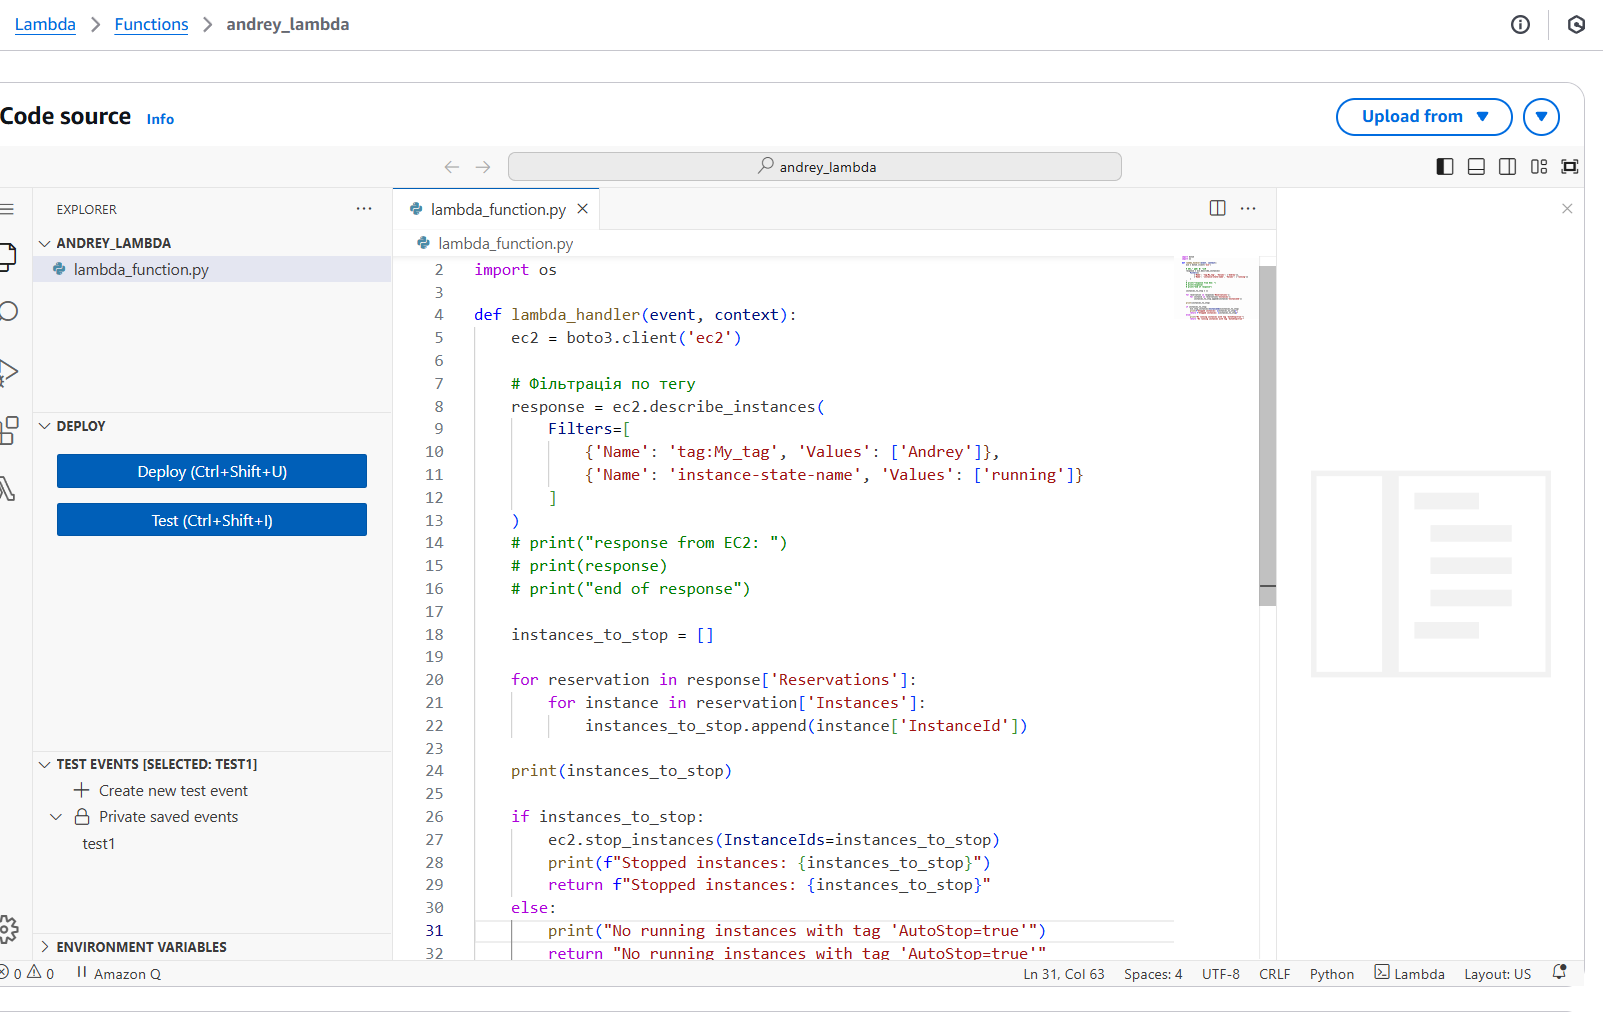 Lambda > Functions > andrey_lambda
Code source Info
Upload from
andrey_lambda
EXPLORER
ANDREY_LAMBDA
lambda_function.py
DEPLOY
Deploy (Ctrl+Shift+U)
Test (Ctrl+Shift+I)
TEST EVENTS [SELECTED: TEST1]
Create new test event
Private saved events
test1
ENVIRONMENT VARIABLES
lambda_function.py
lambda_function.py
2 import os
3
4 def lambda_handler(event, context):
5     ec2 = boto3.client('ec2')
6
7     # Фільтрація по тегу
8     response = ec2.describe_instances(
9         Filters=[
10             {'Name': 'tag:My_tag', 'Values': ['Andrey']},
11             {'Name': 'instance-state-name', 'Values': ['running']}
12         ]
13     )
14     # print("response from EC2: ")
15     # print(response)
16     # print("end of response")
17
18     instances_to_stop = []
19
20     for reservation in response['Reservations']:
21         for instance in reservation['Instances']:
22             instances_to_stop.append(instance['InstanceId'])
23
24     print(instances_to_stop)
25
26     if instances_to_stop:
27         ec2.stop_instances(InstanceIds=instances_to_stop)
28         print(f"Stopped instances: {instances_to_stop}")
29         return f"Stopped instances: {instances_to_stop}"
30     else:
31         print("No running instances with tag 'AutoStop=true'")
32         return "No running instances with tag 'AutoStop=true'"
0 0 Amazon Q
Ln 31, Col 63 Spaces: 4 UTF-8 CRLF Python Lambda Layout: US